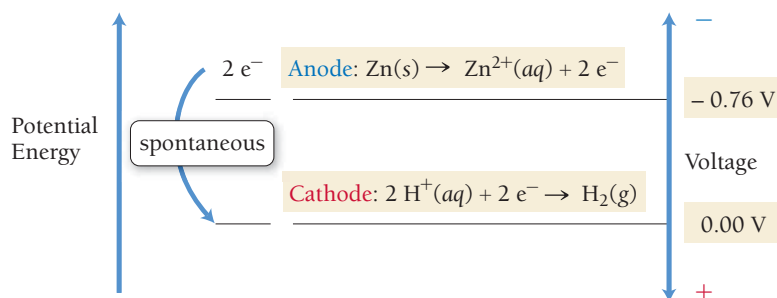 −
2 e⁻ Anode: Zn(s) → Zn²⁺(aq) + 2 e⁻
− 0.76 V
Potential
Energy
spontaneous
Voltage
Cathode: 2 H⁺(aq) + 2 e⁻ → H₂(g)
0.00 V
+